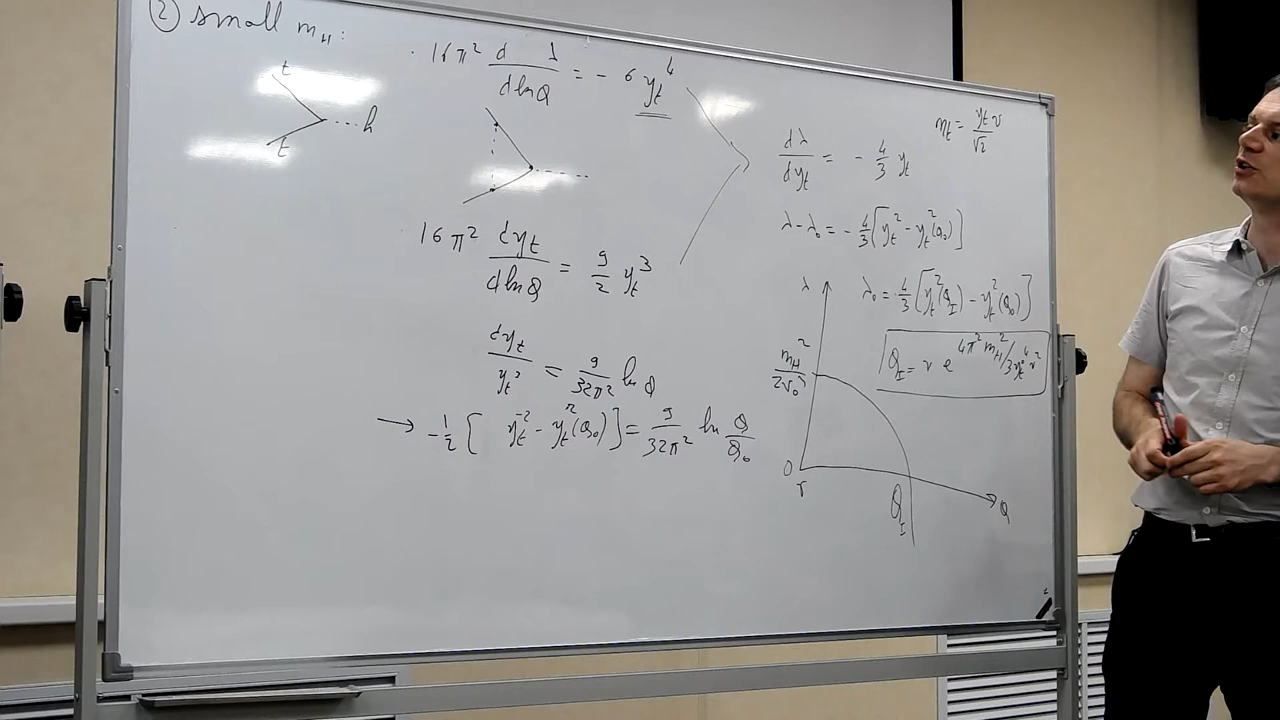 ② small m_H:
t
t
h
16π² dλ/dlnQ = - 6 y_t⁴
16π² dy_t/dlnQ = 9/2 y_t³
dy_t/y_t³ = 9/32π² ln Q
→ -1/2 [ y_t⁻² - y_t⁻²(Q₀)] = 9/32π² ln Q/Q₀
m_t = y_t v/√2
dλ/dy_t = - 4/3 y_t
λ - λ₀ = - 4/3 [y_t² - y_t²(Q₀)]
λ₀ = 4/3 [y_t²(Q_I) - y_t²(Q₀)]
Q_I = v e^{4π² m_H²/3y_t⁴ v²}
λ
m_H²/2v²
0
v
Q_I
Q